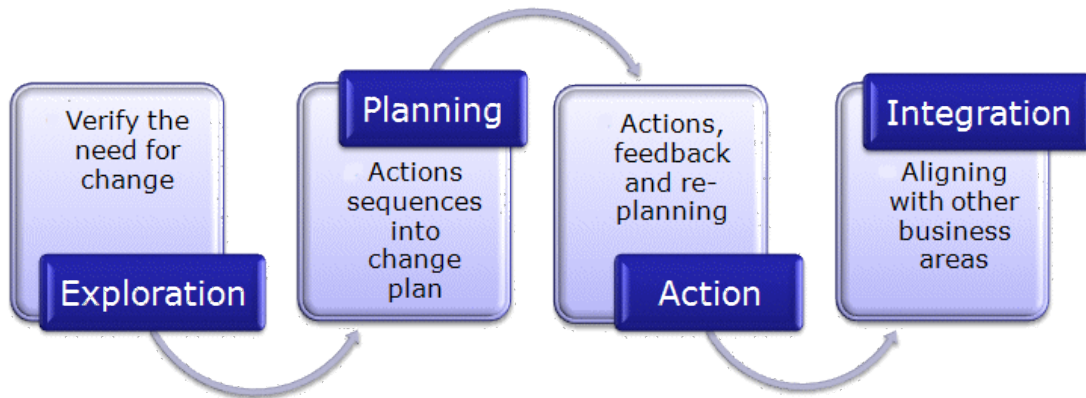 Verify the
need for
change
Exploration
Planning
Actions
sequences
into
change
plan
Actions,
feedback
and re-
planning
Action
Integration
Aligning
with other
business
areas